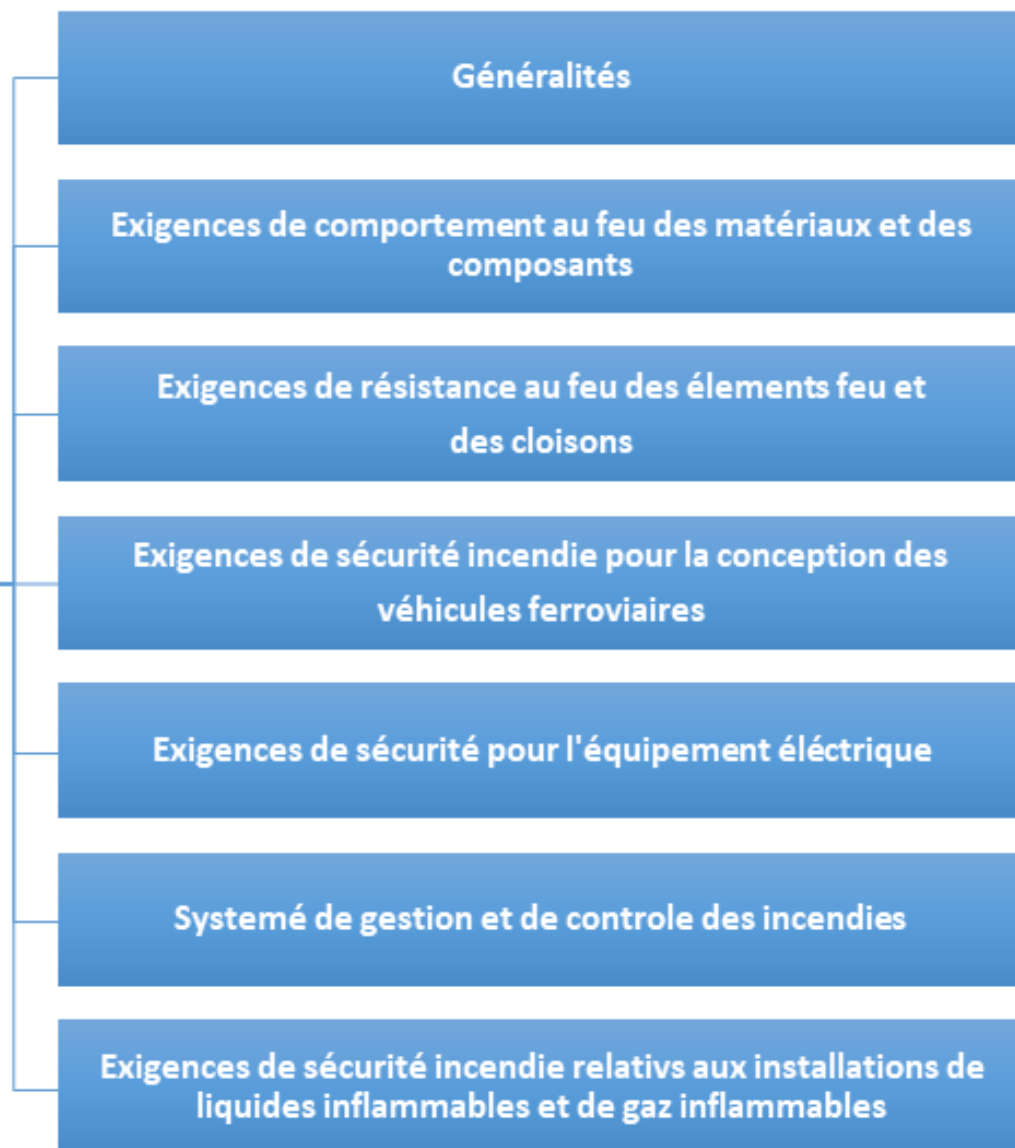 Généralités
Exigences de comportement au feu des matériaux et des
composants
Exigences de résistance au feu des élements feu et
des cloisons
Exigences de sécurité incendie pour la conception des
véhicules ferroviaires
Exigences de sécurité pour l'équipement éléctrique
Systemé de gestion et de controle des incendies
Exigences de sécurité incendie relativs aux installations de
liquides inflammables et de gaz inflammables